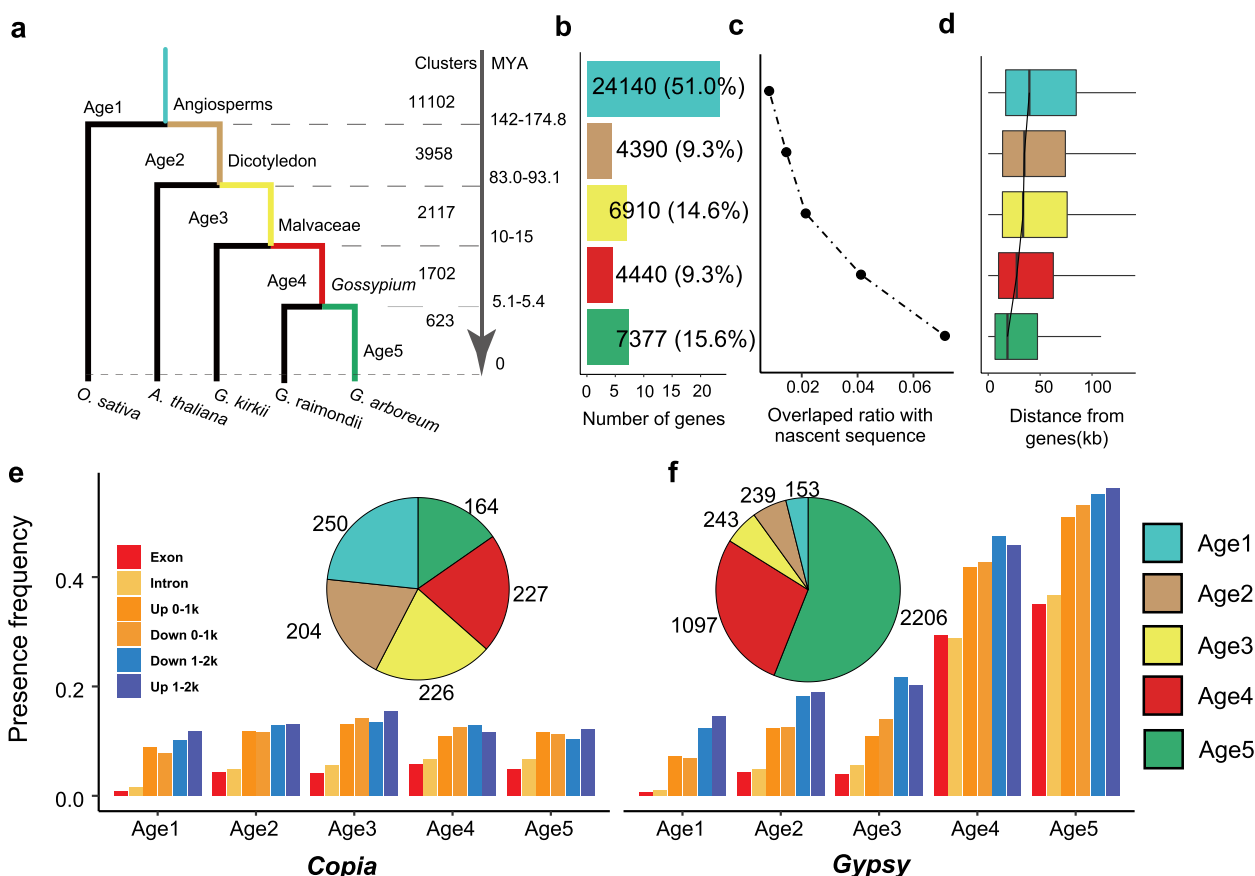 a
Clusters
MYA
Age1
Angiosperms
11102
142-174.8
Age2
Dicotyledon
3958
83.0-93.1
Age3
Malvaceae
2117
10-15
Age4
Gossypium
1702
5.1-5.4
Age5
623
0
O. sativa
A. thaliana
G. kirkii
G. raimondii
G. arboreum
b
24140 (51.0%)
4390 (9.3%)
6910 (14.6%)
4440 (9.3%)
7377 (15.6%)
0 5 10 15 20
Number of genes
c
0.02 0.04 0.06
Overlaped ratio with
nascent sequence
d
0 50 100
Distance from
genes(kb)
e
Presence frequency
0.4
0.2
0.0
Exon
Intron
Up 0-1k
Down 0-1k
Down 1-2k
Up 1-2k
250
164
227
226
204
Age1 Age2 Age3 Age4 Age5
Copia
f
153
239
243
1097
2206
Age1 Age2 Age3 Age4 Age5
Gypsy
Age1
Age2
Age3
Age4
Age5